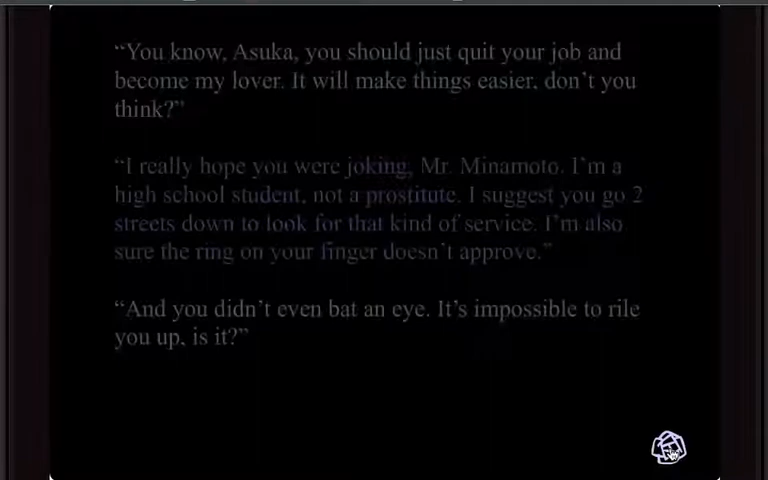 “You know, Asuka, you should just quit your job and
become my lover. It will make things easier, don’t you
think?”
“I really hope you were joking, Mr. Minamoto. I’m a
high school student, not a prostitute. I suggest you go 2
streets down to look for that kind of service. I’m also
sure the ring on your finger doesn’t approve.”
“And you didn’t even bat an eye. It’s impossible to rile
you up, is it?”